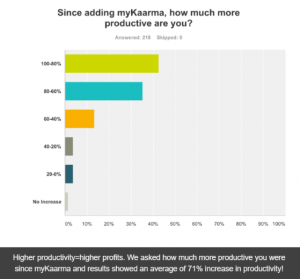 Since adding myKaarma, how much more
productive are you?
Answered: 218 Skipped: 0
100-80%
80-60%
60-40%
40-20%
20-0%
No Increase
0% 10% 20% 30% 40% 50% 60% 70% 80% 90% 100%
Higher productivity=higher profits. We asked how much more productive you were
since myKaarma and results showed an average of 71% increase in productivity!